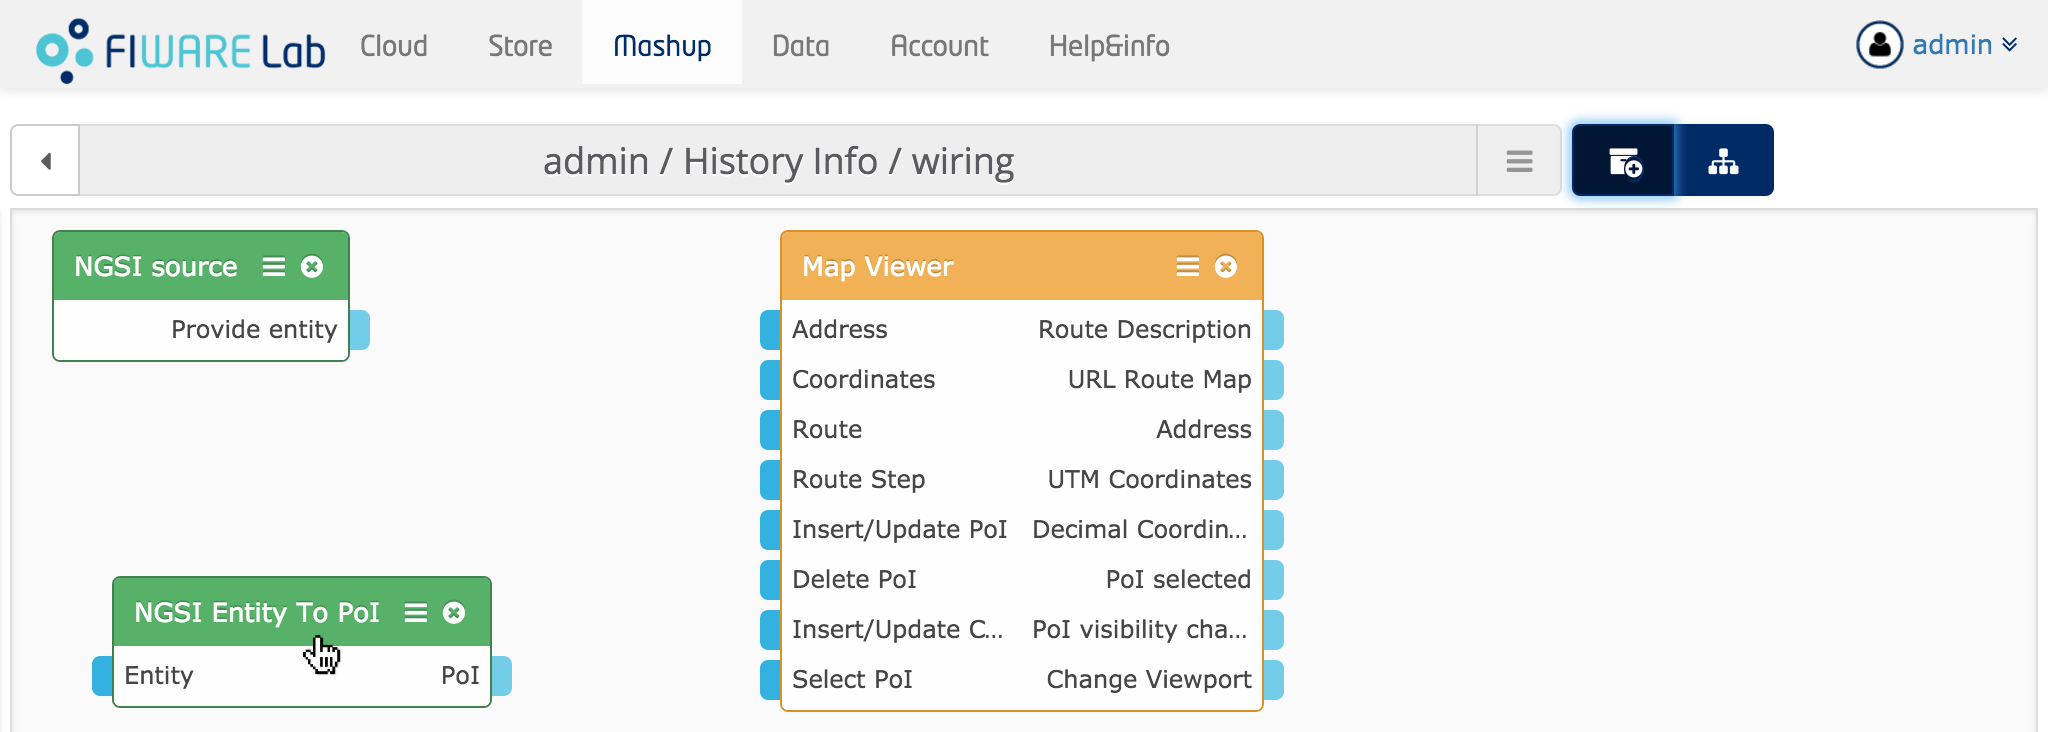 FIWARE Lab Cloud Store Mashup Data Account Help&info admin
admin / History Info / wiring
NGSI source
Provide entity
Map Viewer
Address Route Description
Coordinates URL Route Map
Route Address
Route Step UTM Coordinates
Insert/Update PoI Decimal Coordin...
Delete PoI PoI selected
Insert/Update C... PoI visibility cha...
Select PoI Change Viewport
NGSI Entity To PoI
Entity PoI